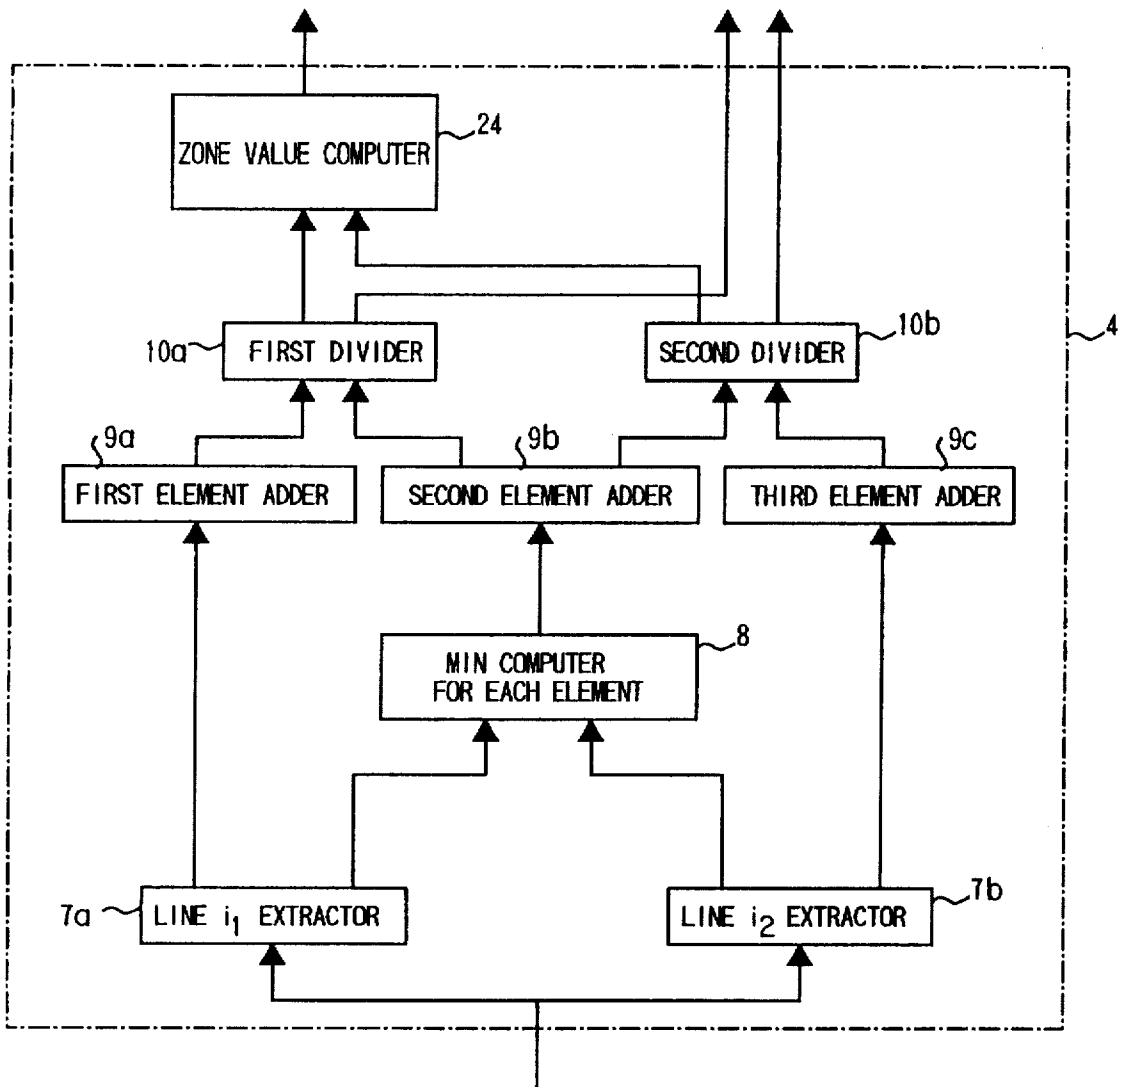 24
ZONE VALUE COMPUTER
10a
FIRST DIVIDER
SECOND DIVIDER
10b
4
9a
9b
9c
FIRST ELEMENT ADDER
SECOND ELEMENT ADDER
THIRD ELEMENT ADDER
8
MIN COMPUTER
FOR EACH ELEMENT
7a
LINE i1 EXTRACTOR
LINE i2 EXTRACTOR
7b